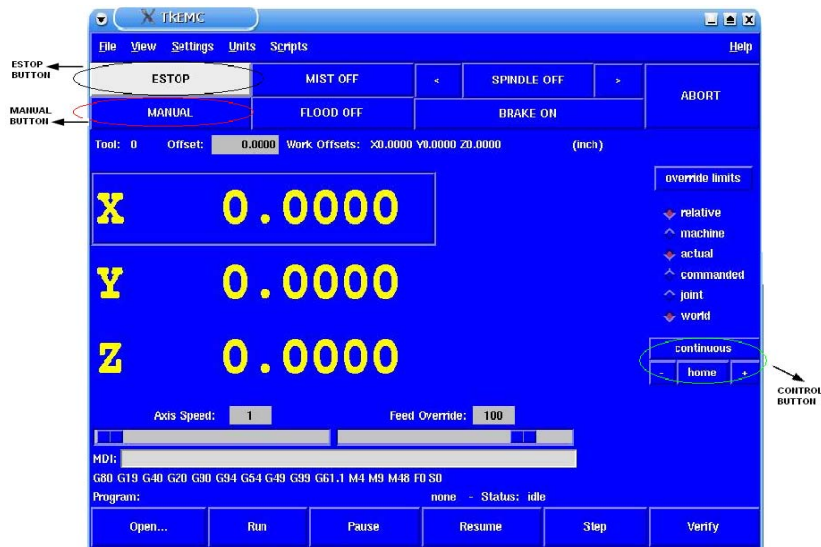 TkEMC
File View Settings Units Scripts Help
ESTOP BUTTON
ESTOP MIST OFF < SPINDLE OFF > ABORT
MANUAL BUTTON
MANUAL FLOOD OFF BRAKE ON
Tool: 0 Offset: 0.0000 Work Offsets: X0.0000 Y0.0000 Z0.0000 (inch)
override limits
X 0.0000
relative
machine
actual
Y 0.0000
commanded
joint
world
Z 0.0000
continuous
- home +
CONTROL BUTTON
Axis Speed: 1 Feed Override: 100
MDI:
G80 G19 G40 G20 G90 G94 G54 G49 G99 G61.1 M4 M9 M48 F0 S0
Program: none - Status: idle
Open... Run Pause Resume Step Verify